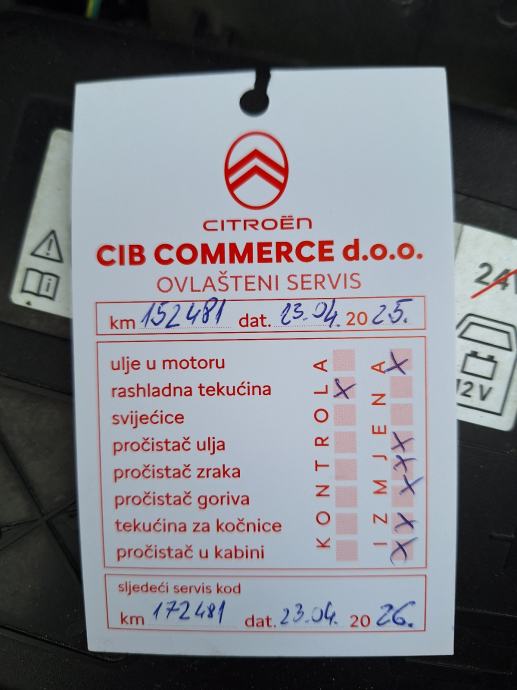 CITROËN
CIB COMMERCE d.o.o.
OVLAŠTENI SERVIS
km 152481 dat. 23.04. 2025.
KONTROLA IZMJENA
ulje u motoru X
rashladna tekućina X
svijećice
pročistač ulja X
pročistač zraka X
pročistač goriva X
tekućina za kočnice X
pročistač u kabini X
sljedeći servis kod
km 172481 dat. 23.04. 2026.
24V
12 V